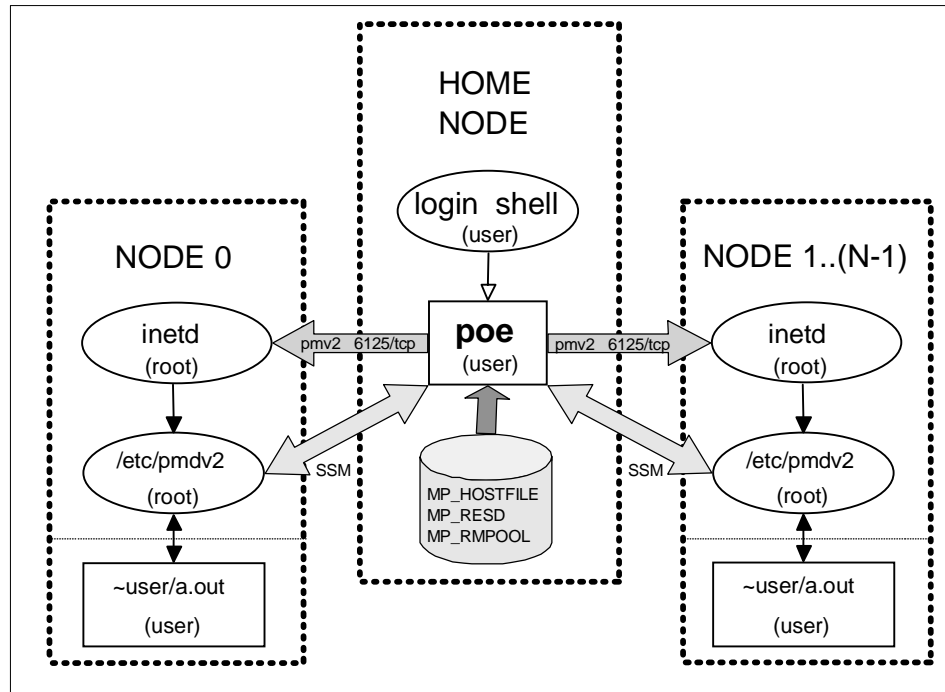 HOME
NODE
login shell
(user)
NODE 0
NODE 1..(N-1)
inetd
(root)
pmv2 6125/tcp
poe
(user)
pmv2 6125/tcp
inetd
(root)
/etc/pmdv2
(root)
SSM
MP_HOSTFILE
MP_RESD
MP_RMPOOL
SSM
/etc/pmdv2
(root)
~user/a.out
(user)
~user/a.out
(user)